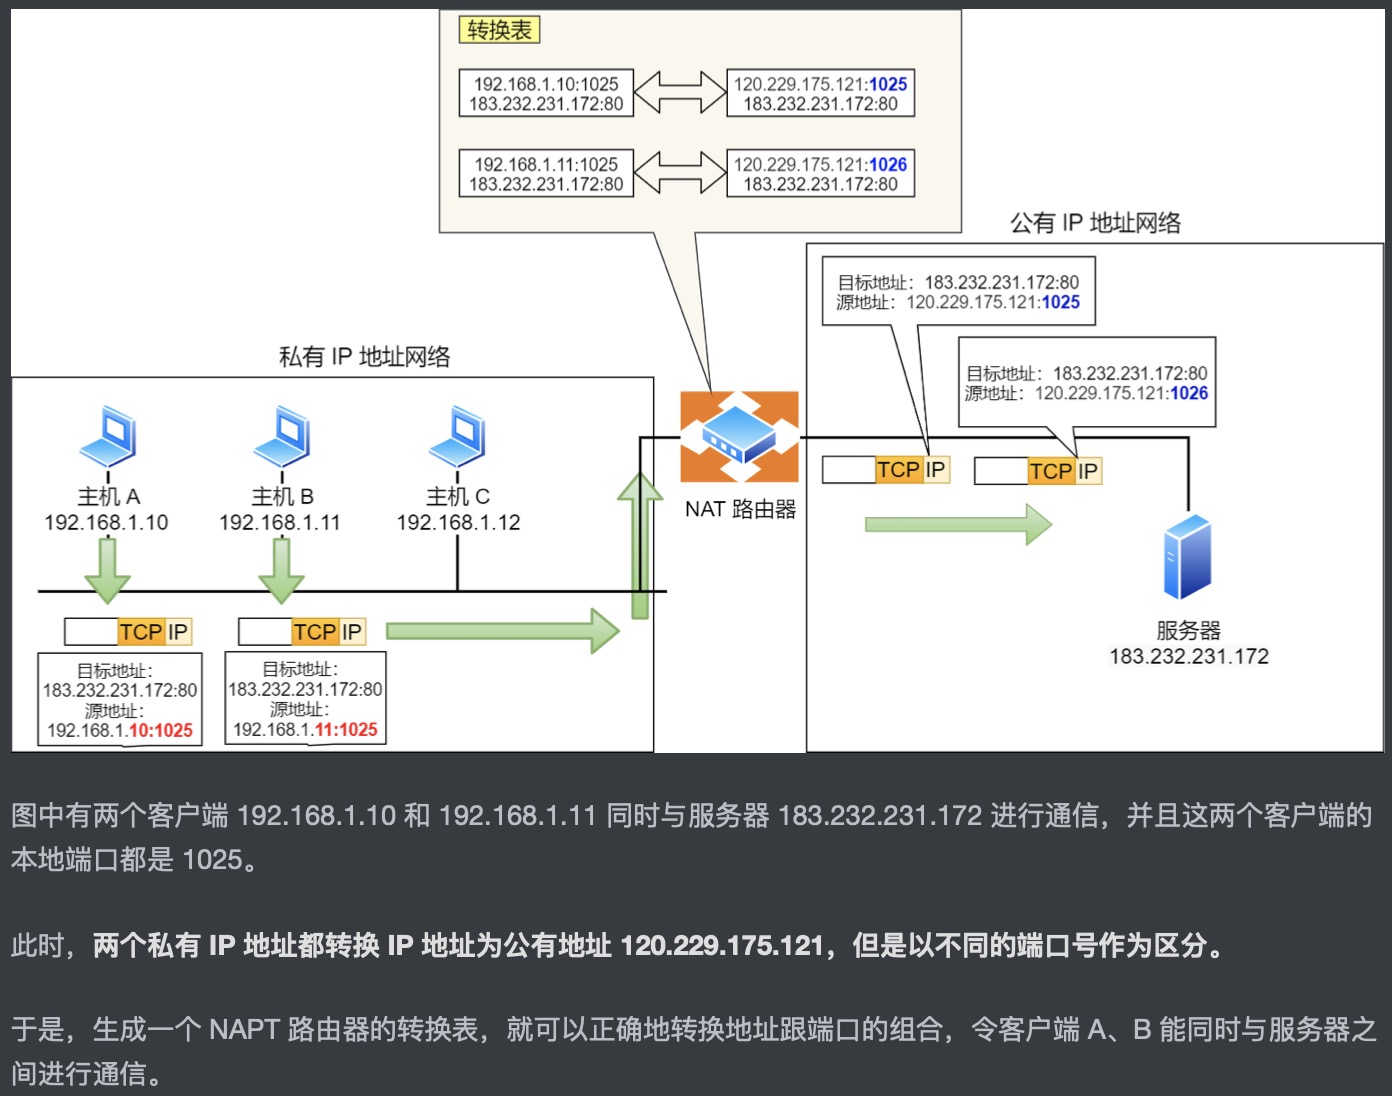 转换表
192.168.1.10:1025
183.232.231.172:80
120.229.175.121:1025
183.232.231.172:80
192.168.1.11:1025
183.232.231.172:80
120.229.175.121:1026
183.232.231.172:80
公有 IP 地址网络
目标地址：183.232.231.172:80
源地址：120.229.175.121:1025
目标地址：183.232.231.172:80
源地址：120.229.175.121:1026
私有 IP 地址网络
主机 A
192.168.1.10
主机 B
192.168.1.11
主机 C
192.168.1.12
NAT 路由器
TCP IP
TCP IP
服务器
183.232.231.172
TCP IP
目标地址：
183.232.231.172:80
源地址：
192.168.1.10:1025
TCP IP
目标地址：
183.232.231.172:80
源地址：
192.168.1.11:1025
图中有两个客户端 192.168.1.10 和 192.168.1.11 同时与服务器 183.232.231.172 进行通信，并且这两个客户端的
本地端口都是 1025。
此时，两个私有 IP 地址都转换 IP 地址为公有地址 120.229.175.121，但是以不同的端口号作为区分。
于是，生成一个 NAPT 路由器的转换表，就可以正确地转换地址跟端口的组合，令客户端 A、B 能同时与服务器之
间进行通信。